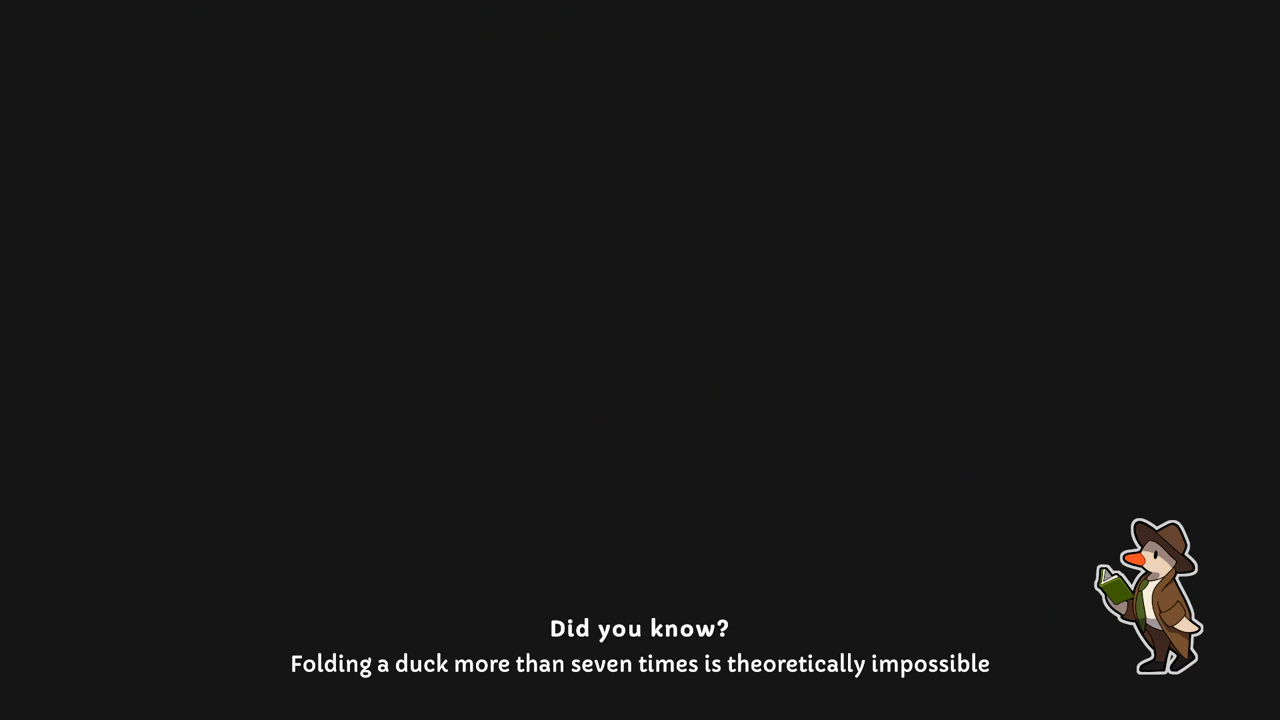 Did you know?
Folding a duck more than seven times is theoretically impossible